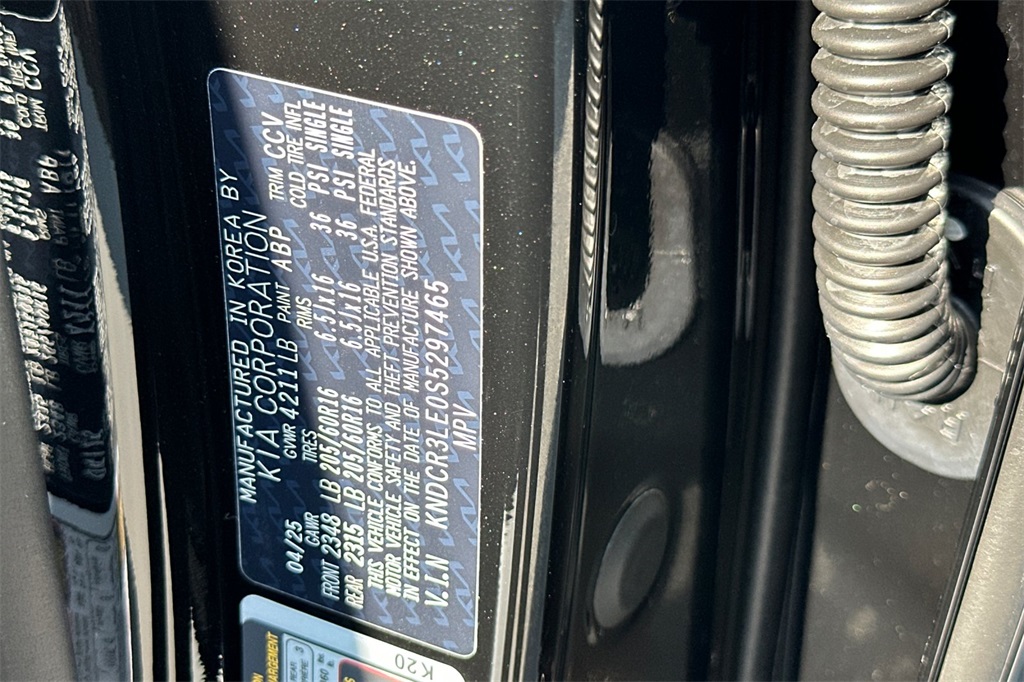 MANUFACTURED IN KOREA BY
KIA CORPORATION
04/25 GVWR 4211 LB PAINT ABP TRIM CCV
GAWR TIRES RIMS COLD TIRE INFL
FRONT 2348 LB 205/60R16 6.5Jx16 36 PSI SINGLE
REAR 2315 LB 205/60R16 6.5Jx16 36 PSI SINGLE
THIS VEHICLE CONFORMS TO ALL APPLICABLE U.S.A. FEDERAL
MOTOR VEHICLE SAFETY AND THEFT PREVENTION STANDARDS
IN EFFECT ON THE DATE OF MANUFACTURE SHOWN ABOVE.
V.I.N KNDCR3LE0S5297465
MPV
K20